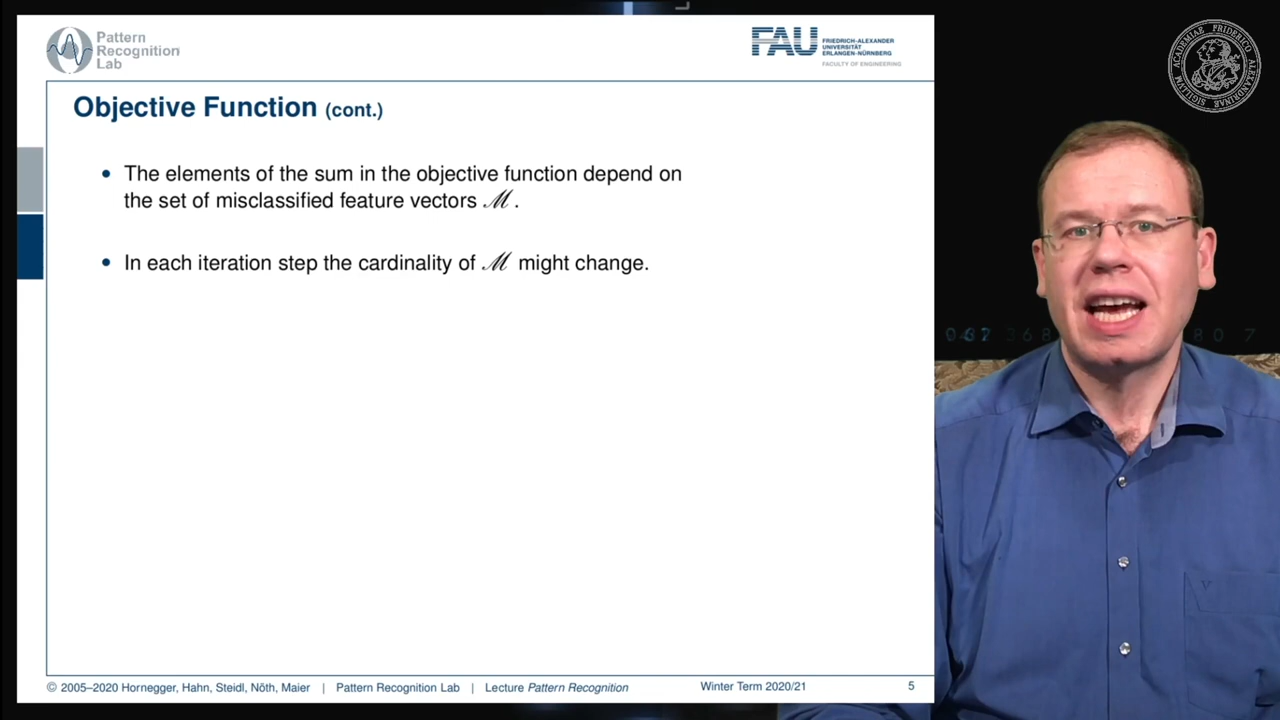 Pattern
Recognition
Lab
FAU FRIEDRICH-ALEXANDER
UNIVERSITÄT
ERLANGEN-NÜRNBERG
FACULTY OF ENGINEERING
Objective Function (cont.)
• The elements of the sum in the objective function depend on
the set of misclassified feature vectors ℳ.
• In each iteration step the cardinality of ℳ might change.
© 2005–2020 Hornegger, Hahn, Steidl, Nöth, Maier | Pattern Recognition Lab | Lecture Pattern Recognition Winter Term 2020/21 5